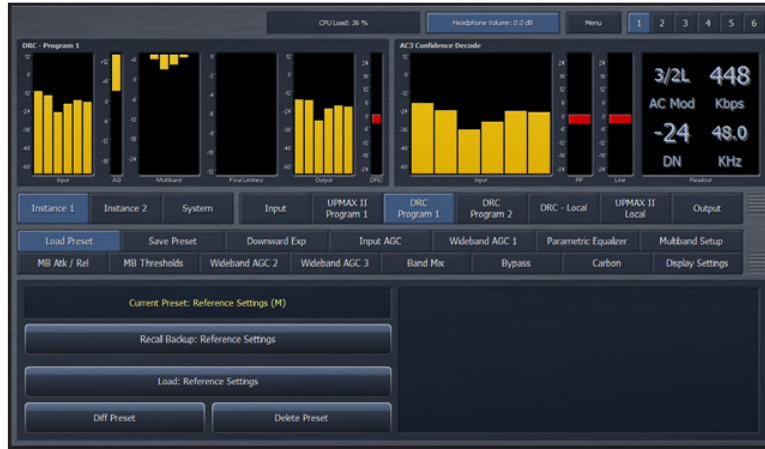 CPU Load: 36 % Headphone Volume: 0.0 dB Menu 1 2 3 4 5 6
DRC - Program 1 AC3 Confidence Decode
3/2L 448
AC Mod Kbps
-24 48.0
DN KHz
Input AG Multiband Final Limiters Output DRC Input RF Line Readout
Instance 1 Instance 2 System Input UPMAX II Program 1 DRC Program 1 DRC Program 2 DRC - Local UPMAX II Local Output
Load Preset Save Preset Downward Exp Input AGC Wideband AGC 1 Parametric Equalizer Multiband Setup
MB Atk / Rel MB Thresholds Wideband AGC 2 Wideband AGC 3 Band Mix Bypass Carbon Display Settings
Current Preset: Reference Settings (M)
Recall Backup: Reference Settings
Load: Reference Settings
Diff Preset Delete Preset